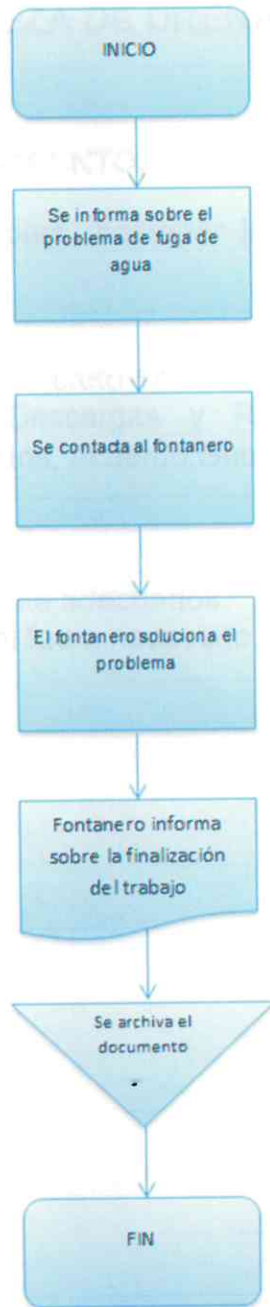 INICIO
Se informa sobre el
problema de fuga de
agua
Se contacta al fontanero
El fontanero soluciona el
problema
Fontanero informa
sobre la finalización
del trabajo
Se archiva el
documento
.
FIN